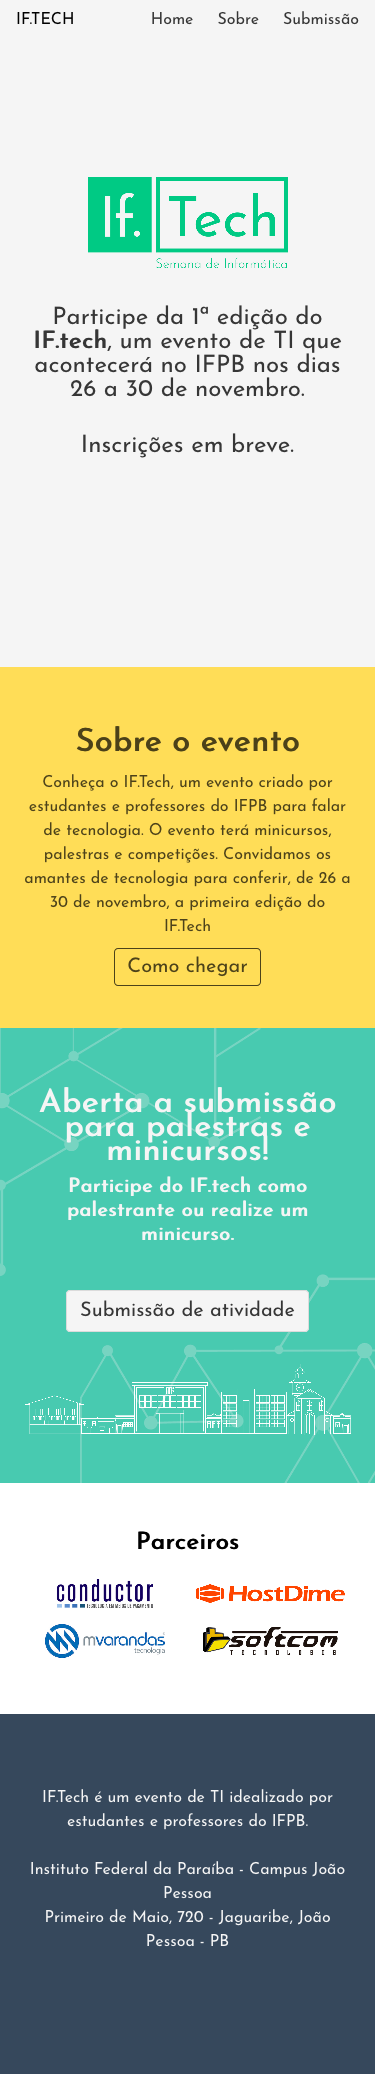 IF.TECH Home Sobre Submissão
If. Tech
Semana de Informática
Participe da 1ª edição do
IF.tech, um evento de TI que
acontecerá no IFPB nos dias
26 a 30 de novembro.
Inscrições em breve.
Sobre o evento
Conheça o IF.Tech, um evento criado por
estudantes e professores do IFPB para falar
de tecnologia. O evento terá minicursos,
palestras e competições. Convidamos os
amantes de tecnologia para conferir, de 26 a
30 de novembro, a primeira edição do
IF.Tech
Como chegar
Aberta a submissão
para palestras e
minicursos!
Participe do IF.tech como
palestrante ou realize um
minicurso.
Submissão de atividade
Parceiros
conductor HostDime
mvarandas softcom
tecnologia TECNOLOGIA
IF.Tech é um evento de TI idealizado por
estudantes e professores do IFPB.
Instituto Federal da Paraíba - Campus João
Pessoa
Primeiro de Maio, 720 - Jaguaribe, João
Pessoa - PB